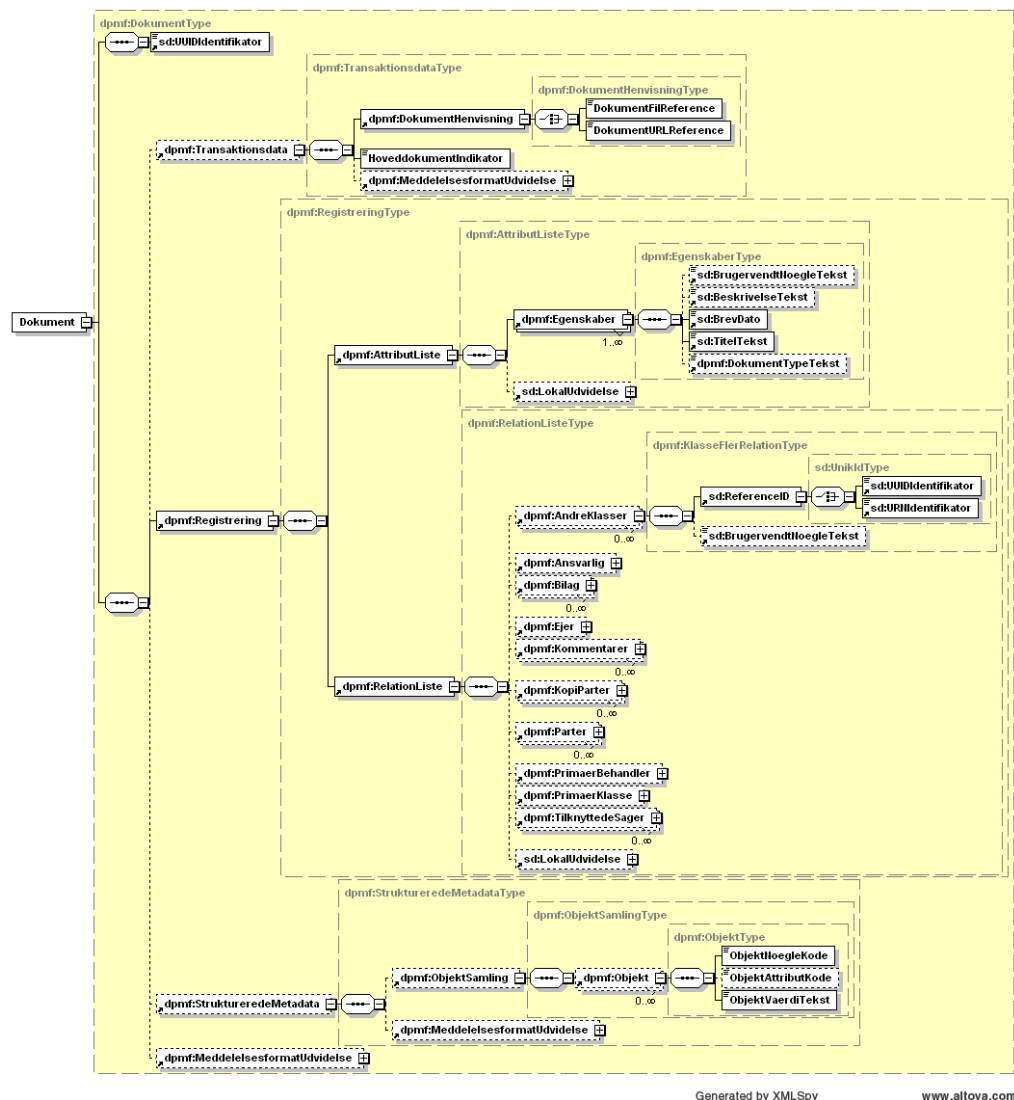 dpmf:DokumentType
sd:UUIDIdentifikator
dpmf:TransaktionsdataType
dpmf:DokumentHenvisningType
DokumentFilReference
dpmf:DokumentHenvisning
DokumentURLReference
dpmf:Transaktionsdata
HoveddokumentIndikator
dpmf:MeddelelsesformatUdvidelse
dpmf:RegistreringType
dpmf:AttributListeType
dpmf:EgenskaberType
sd:BrugervendtNoegleTekst
sd:BeskrivelseTekst
dpmf:Egenskaber
sd:BrevDato
Dokument
1..∞
sd:TitelTekst
dpmf:AttributListe
dpmf:DokumentTypeTekst
sd:LokalUdvidelse
dpmf:RelationListeType
dpmf:KlasseFlerRelationType
sd:UnikIdType
sd:UUIDIdentifikator
sd:ReferenceID
sd:URNIdentifikator
dpmf:Registrering
dpmf:AndreKlasser
0..∞
sd:BrugervendtNoegleTekst
dpmf:Ansvarlig
dpmf:Bilag
0..∞
dpmf:Ejer
dpmf:Kommentarer
0..∞
dpmf:RelationListe
dpmf:KopiParter
0..∞
dpmf:Parter
0..∞
dpmf:PrimaerBehandler
dpmf:PrimaerKlasse
dpmf:TilknyttedeSager
0..∞
sd:LokalUdvidelse
dpmf:StruktureredeMetadataType
dpmf:ObjektSamlingType
dpmf:ObjektType
ObjektNoegleKode
dpmf:ObjektSamling
dpmf:Objekt
ObjektAttributKode
0..∞
ObjektVaerdiTekst
dpmf:StruktureredeMetadata
dpmf:MeddelelsesformatUdvidelse
dpmf:MeddelelsesformatUdvidelse
Generated by XMLSpy
www.altova.com